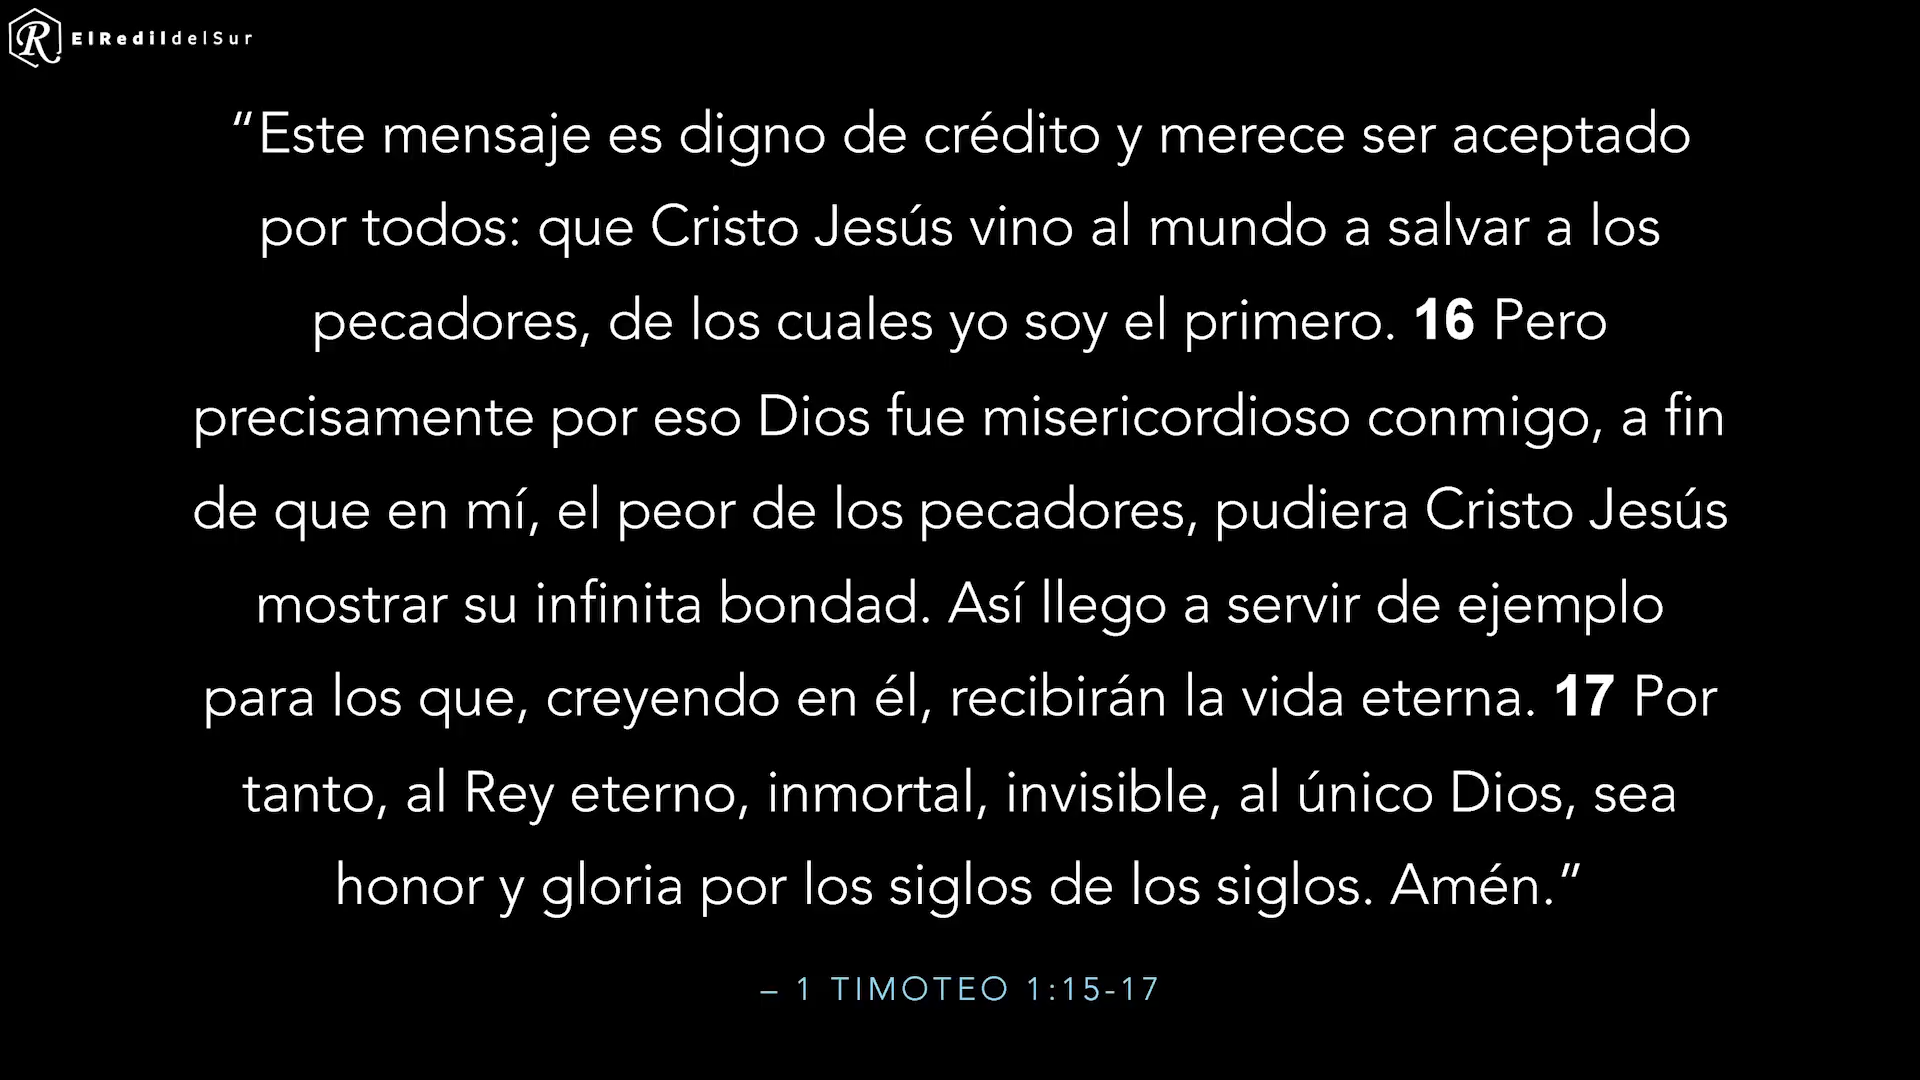 R ElRedildelSur
“Este mensaje es digno de crédito y merece ser aceptado
por todos: que Cristo Jesús vino al mundo a salvar a los
pecadores, de los cuales yo soy el primero. 16 Pero
precisamente por eso Dios fue misericordioso conmigo, a fin
de que en mí, el peor de los pecadores, pudiera Cristo Jesús
mostrar su infinita bondad. Así llego a servir de ejemplo
para los que, creyendo en él, recibirán la vida eterna. 17 Por
tanto, al Rey eterno, inmortal, invisible, al único Dios, sea
honor y gloria por los siglos de los siglos. Amén.”
– 1 TIMOTEO 1:15-17